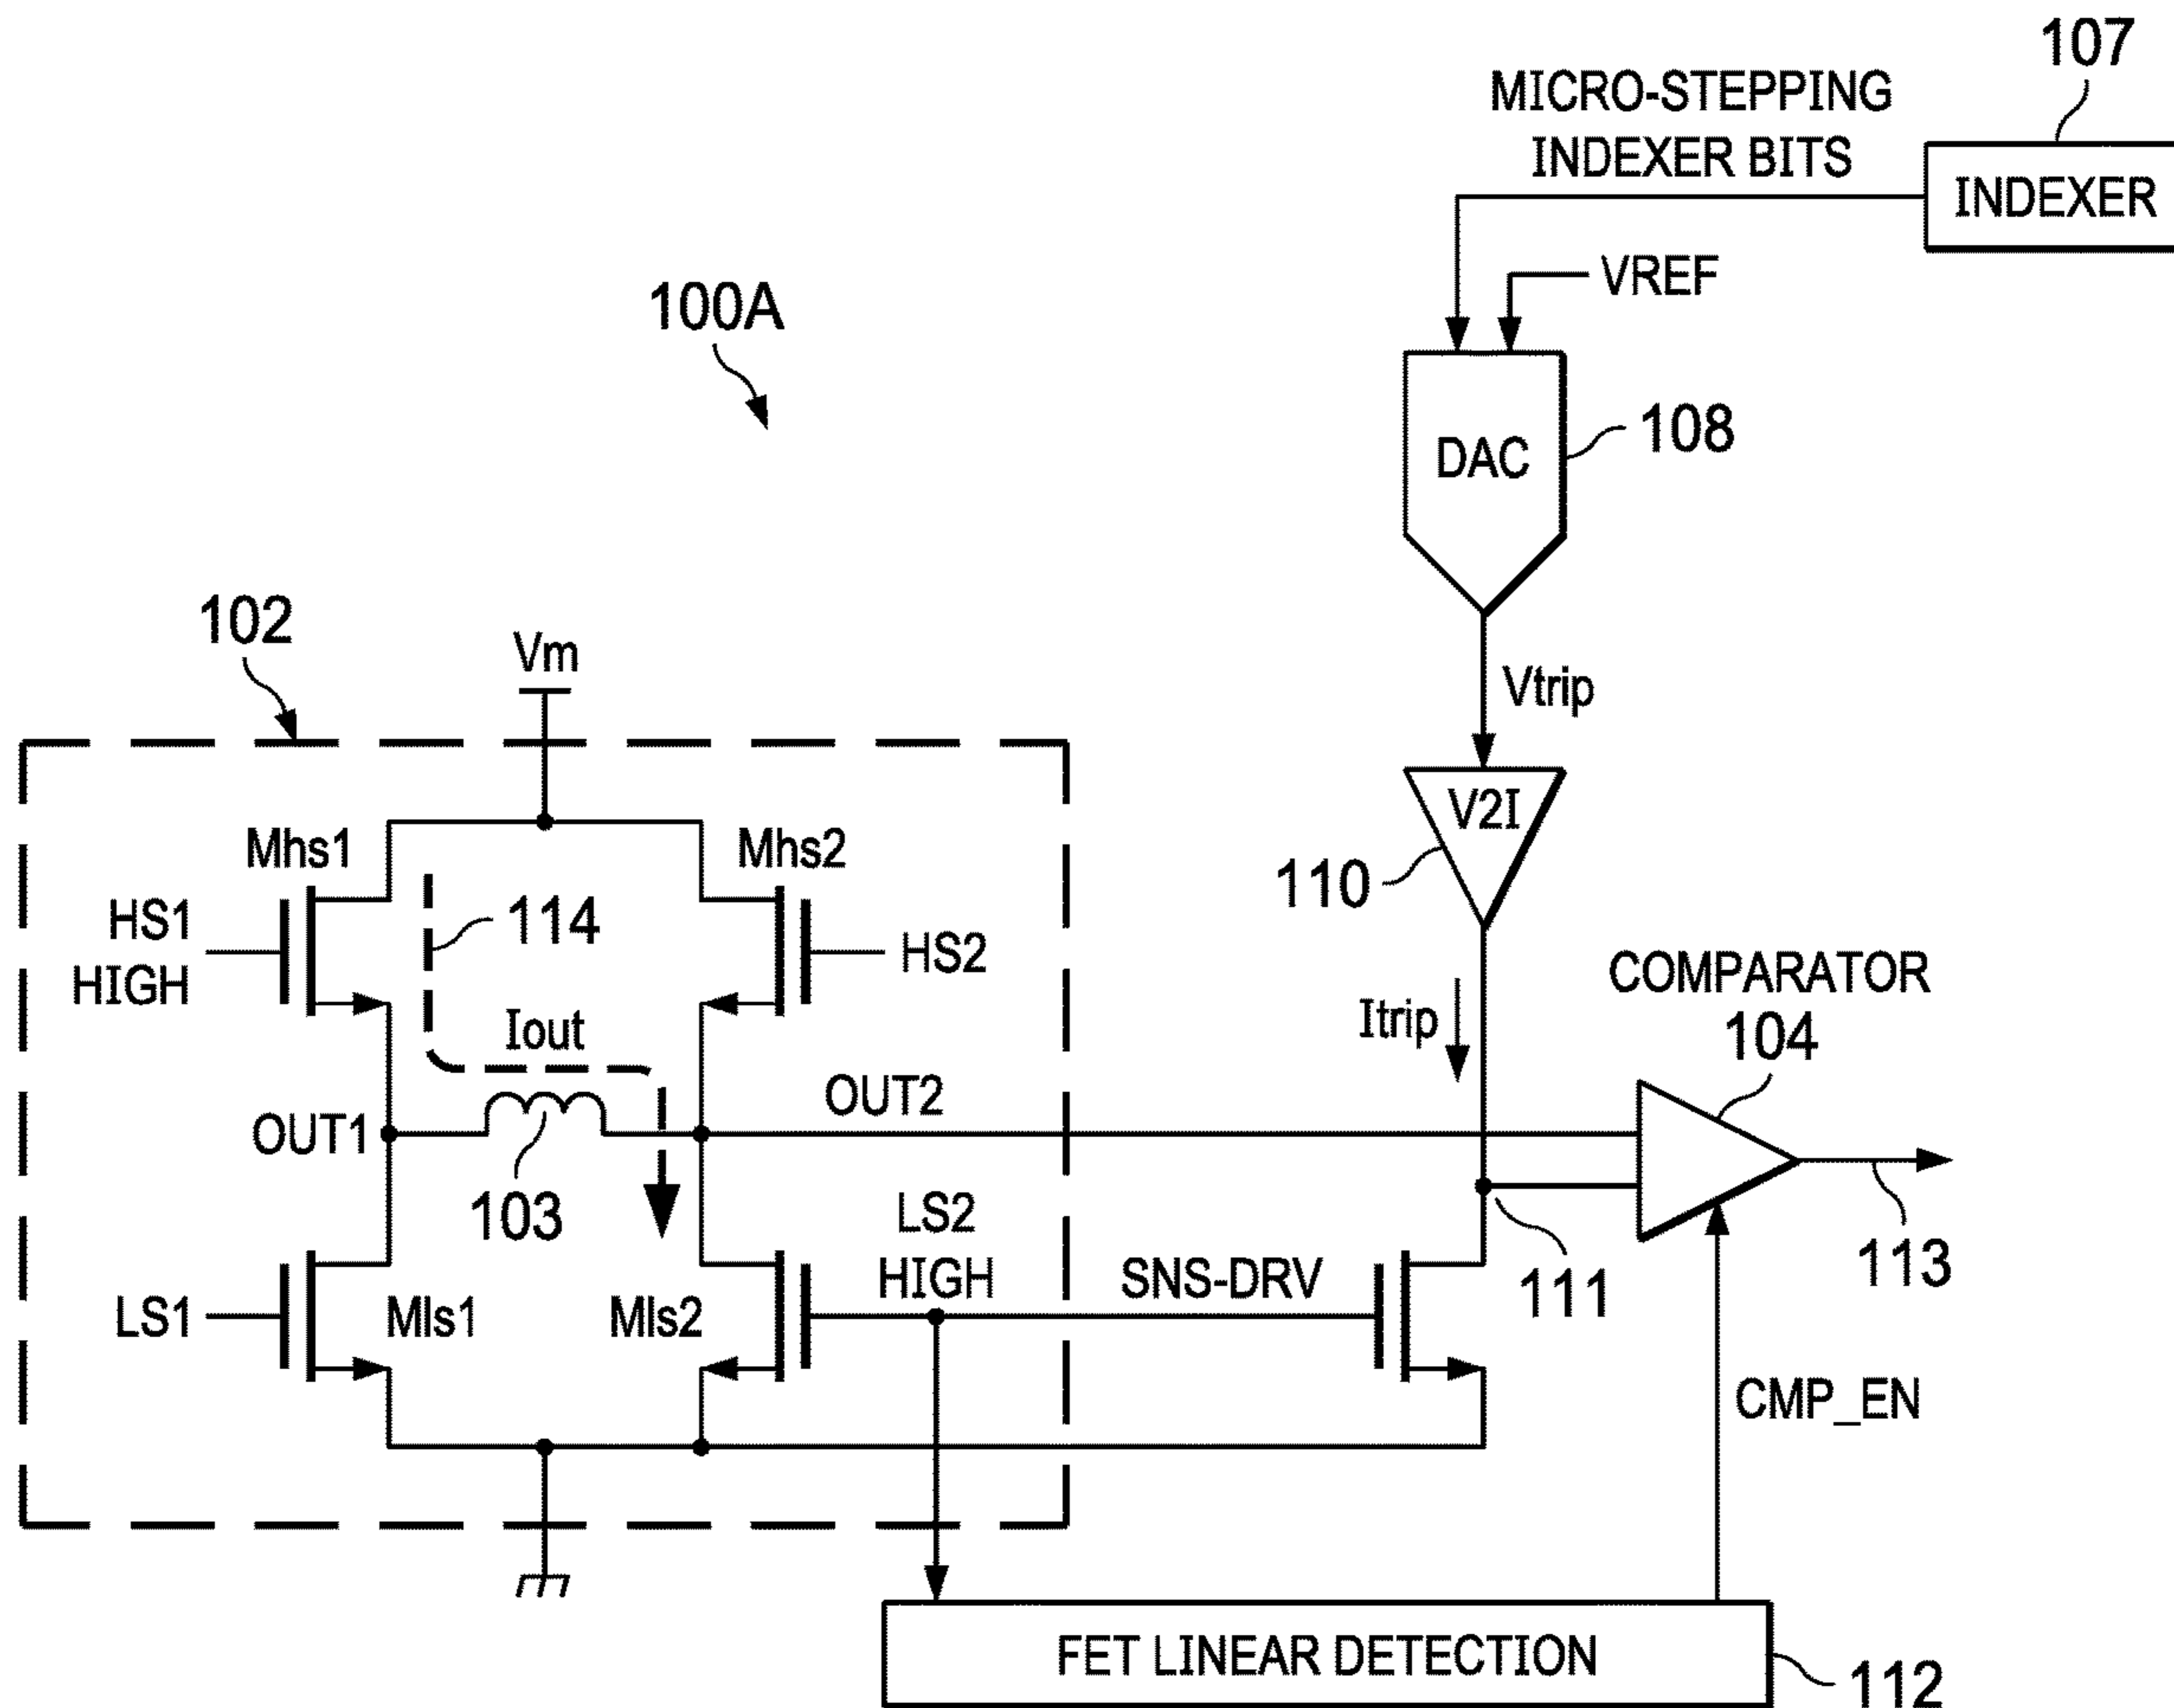 107
MICRO-STEPPING
INDEXER BITS
INDEXER
VREF
100A
DAC
108
102
Vm
Vtrip
V2I
110
Mhs1
Mhs2
HS1
HIGH
114
HS2
COMPARATOR
104
Itrip
Iout
OUT1
OUT2
103
LS2
HIGH
SNS-DRV
111
113
LS1
Mls1
Mls2
CMP_EN
FET LINEAR DETECTION
112